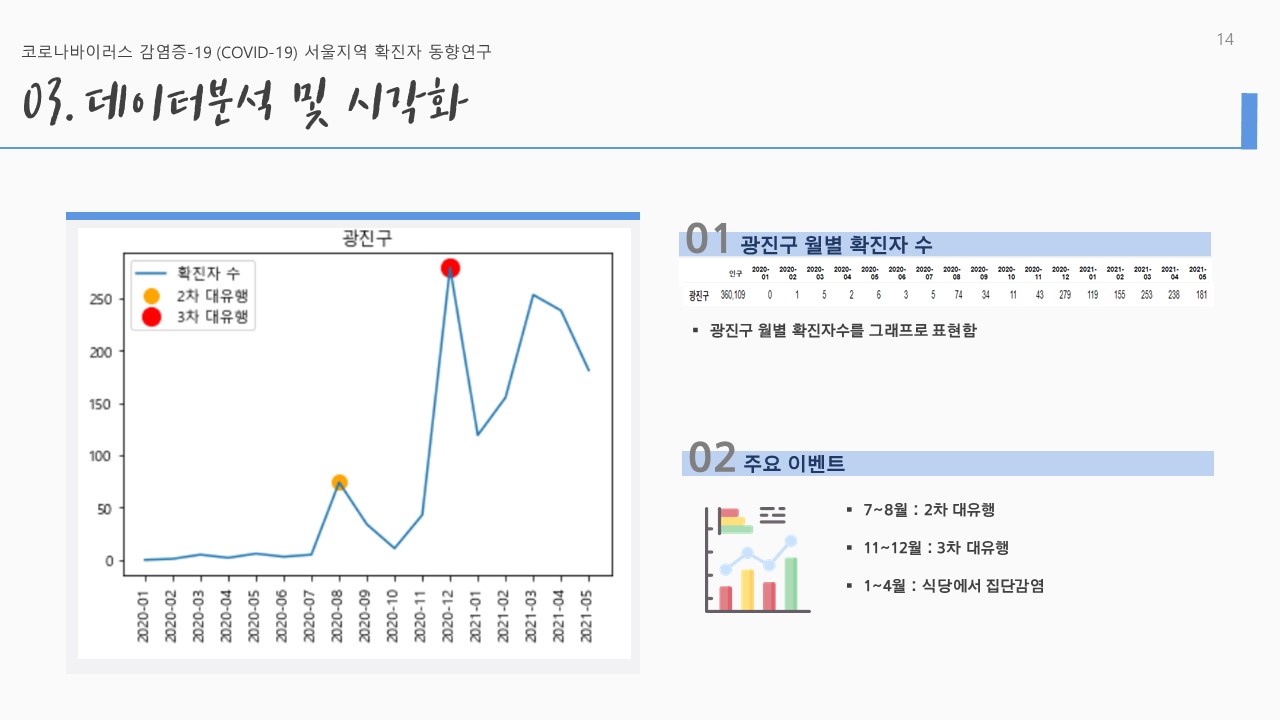 코로나바이러스 감염증-19 (COVID-19) 서울지역 확진자 동향연구
14
03. 데이터분석 및 시각화
광진구
확진자 수
2차 대유행
3차 대유행
250
200
150
100
50
0
2020-01 2020-02 2020-03 2020-04 2020-05 2020-06 2020-07 2020-08 2020-09 2020-10 2020-11 2020-12 2021-01 2021-02 2021-03 2021-04 2021-05
01 광진구 월별 확진자 수
인구 2020-01 2020-02 2020-03 2020-04 2020-05 2020-06 2020-07 2020-08 2020-09 2020-10 2020-11 2020-12 2021-01 2021-02 2021-03 2021-04 2021-05
광진구 360,109 0 1 5 2 6 3 5 74 34 11 43 279 119 155 253 238 181
▪ 광진구 월별 확진자수를 그래프로 표현함
02 주요 이벤트
▪ 7~8월 : 2차 대유행
▪ 11~12월 : 3차 대유행
▪ 1~4월 : 식당에서 집단감염